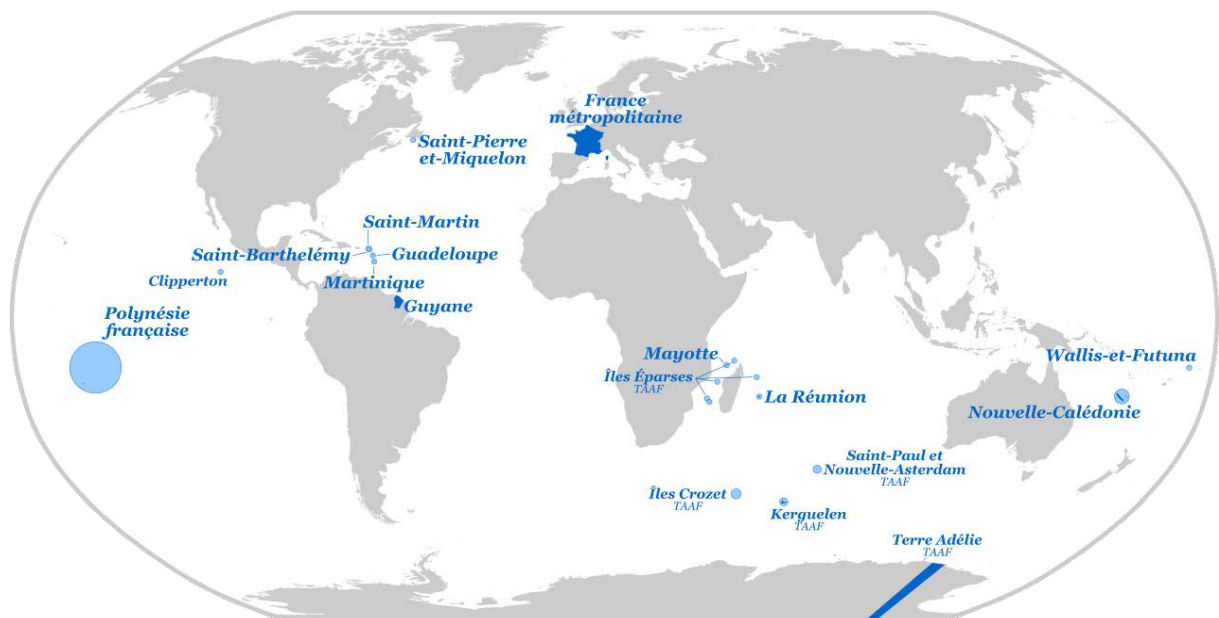 France
métropolitaine
Saint-Pierre
et-Miquelon
Saint-Martin
Saint-Barthelémy
Guadeloupe
Clipperton
Martinique
Guyane
Polynésie
française
Mayotte
Îles Éparses
TAAF
La Réunion
Wallis-et-Futuna
Nouvelle-Calédonie
Saint-Paul et
Nouvelle-Asterdam
TAAF
Îles Crozet
TAAF
Kerguelen
TAAF
Terre Adélie
TAAF